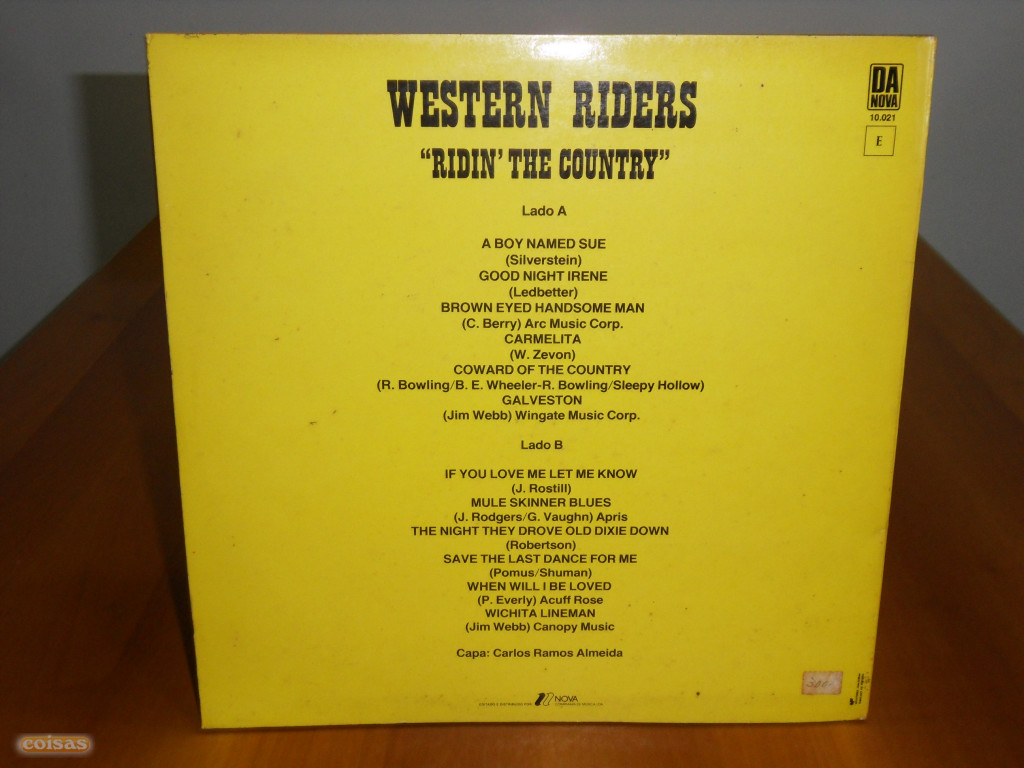 WESTERN RIDERS
"RIDIN' THE COUNTRY"
DA
NOVA
10.021
E
Lado A
A BOY NAMED SUE
(Silverstein)
GOOD NIGHT IRENE
(Ledbetter)
BROWN EYED HANDSOME MAN
(C. Berry) Arc Music Corp.
CARMELITA
(W. Zevon)
COWARD OF THE COUNTRY
(R. Bowling/B. E. Wheeler-R. Bowling/Sleepy Hollow)
GALVESTON
(Jim Webb) Wingate Music Corp.
Lado B
IF YOU LOVE ME LET ME KNOW
(J. Rostill)
MULE SKINNER BLUES
(J. Rodgers/G. Vaughn) Apris
THE NIGHT THEY DROVE OLD DIXIE DOWN
(Robertson)
SAVE THE LAST DANCE FOR ME
(Pomus/Shuman)
WHEN WILL I BE LOVED
(P. Everly) Acuff Rose
WICHITA LINEMAN
(Jim Webb) Canopy Music
Capa: Carlos Ramos Almeida
NOVA
coisas